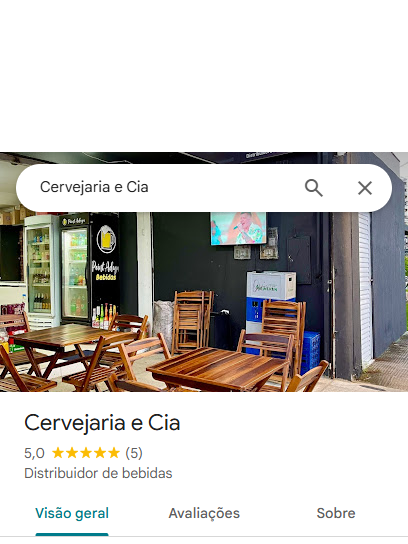 Cervejaria e Cia
Point Adega
Bebidas
Cervejaria e Cia
5,0 ★★★★★ (5)
Distribuidor de bebidas
Visão geral Avaliações Sobre